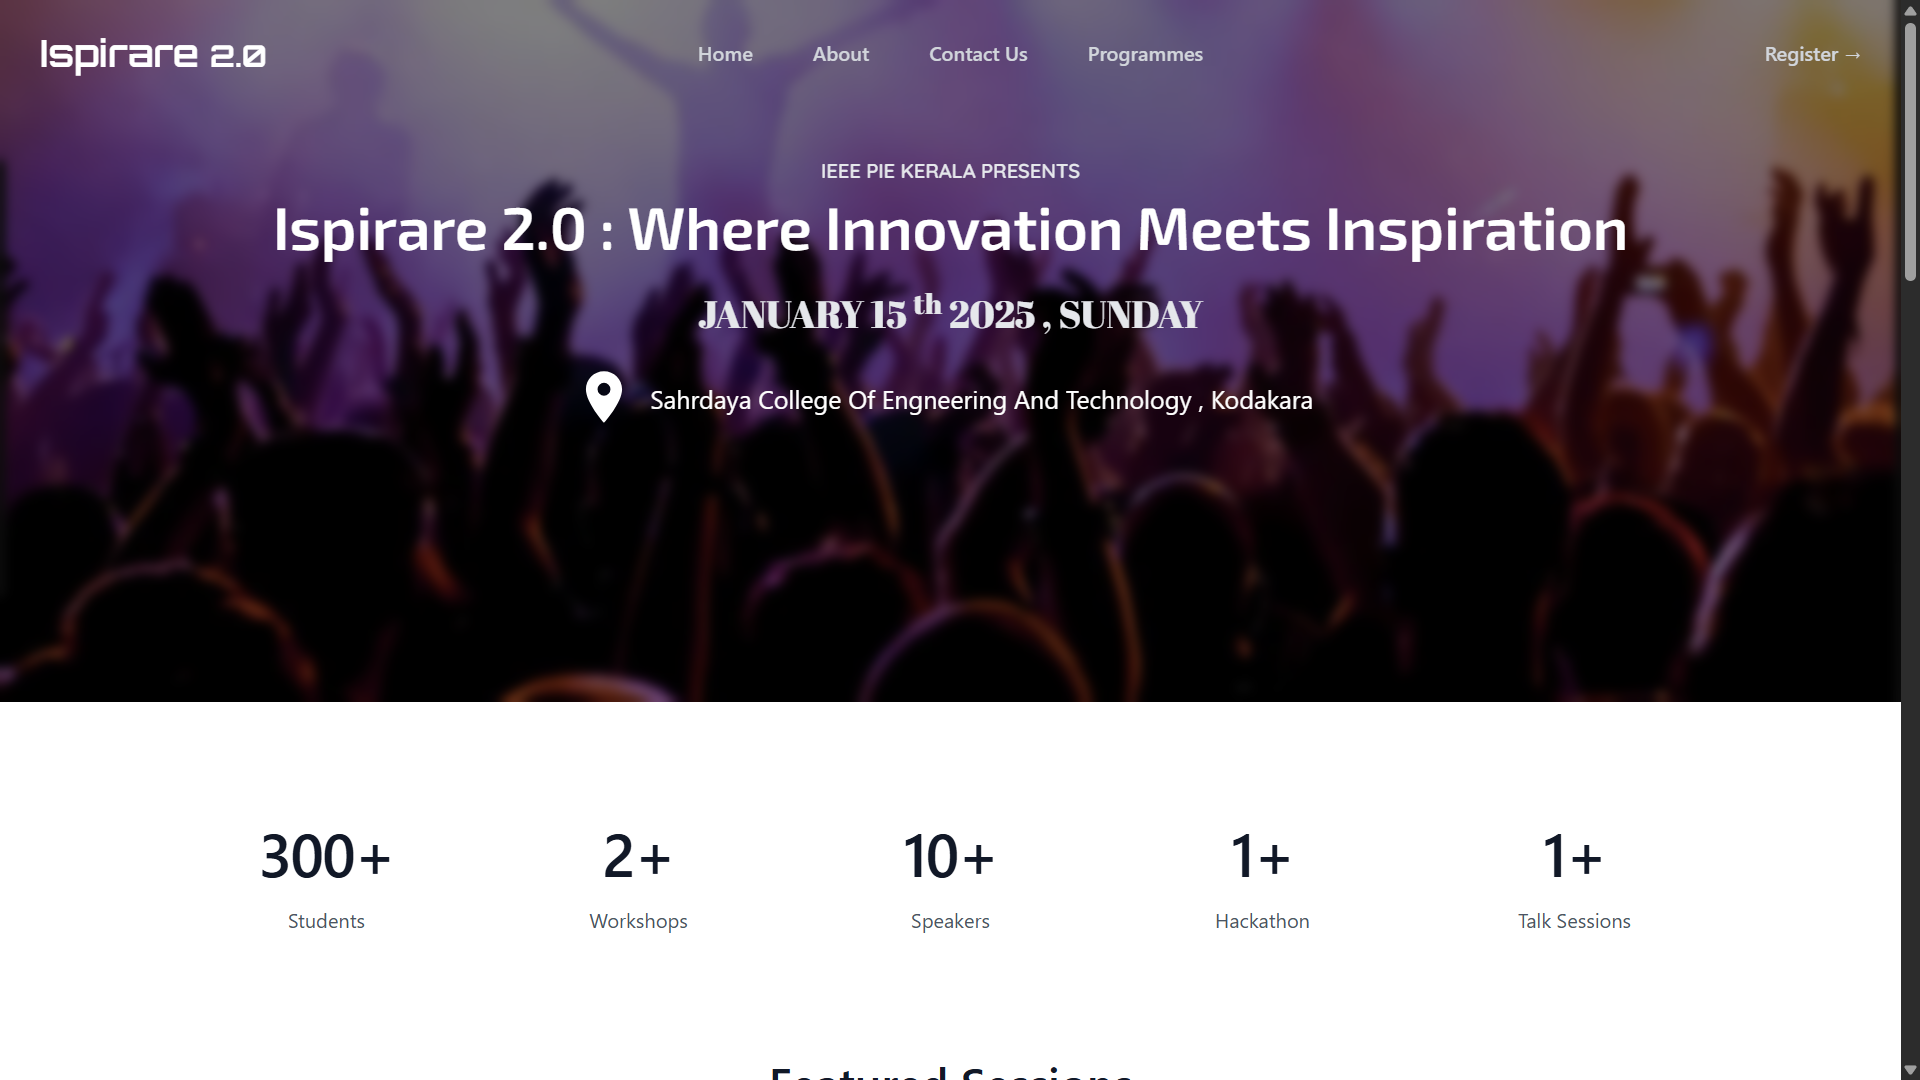 Ispirare 2.0
Home About Contact Us Programmes Register →
IEEE PIE KERALA PRESENTS
Ispirare 2.0 : Where Innovation Meets Inspiration
JANUARY 15 th 2025 , SUNDAY
Sahrdaya College Of Engneering And Technology , Kodakara
300+ 2+ 10+ 1+ 1+
Students Workshops Speakers Hackathon Talk Sessions
Featured Sessions